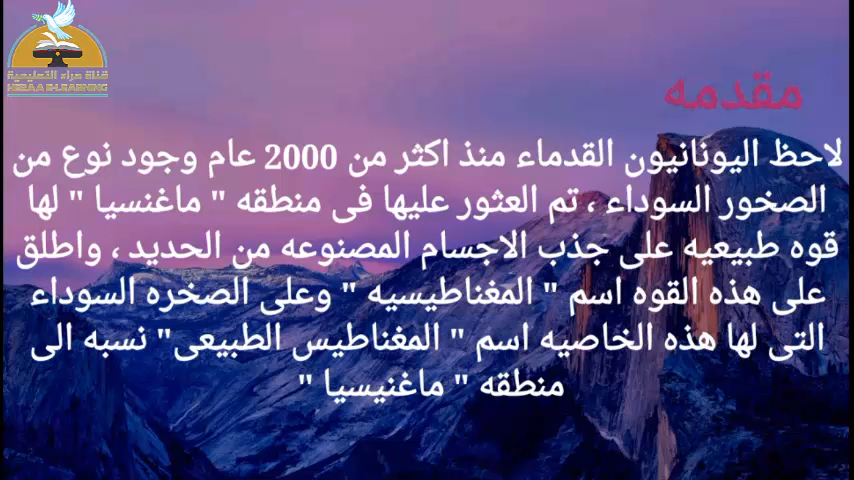 قناة حراء التعليمية
HERAA E-LEARNING
مقدمه
لاحظ اليونانيون القدماء منذ اكثر من 2000 عام وجود نوع من
الصخور السوداء ، تم العثور عليها فى منطقه " ماغنسيا " لها
قوه طبيعيه على جذب الاجسام المصنوعه من الحديد ، واطلق
على هذه القوه اسم " المغناطيسيه " وعلى الصخره السوداء
التى لها هذه الخاصيه اسم " المغناطيس الطبيعى" نسبه الى
منطقه " ماغنيسيا "